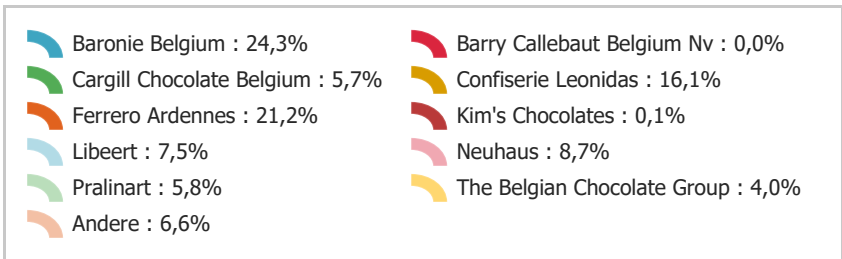 Baronie Belgium : 24,3%
Cargill Chocolate Belgium : 5,7%
Ferrero Ardennes : 21,2%
Libeert : 7,5%
Pralinart : 5,8%
Andere : 6,6%
Barry Callebaut Belgium Nv : 0,0%
Confiserie Leonidas : 16,1%
Kim's Chocolates : 0,1%
Neuhaus : 8,7%
The Belgian Chocolate Group : 4,0%